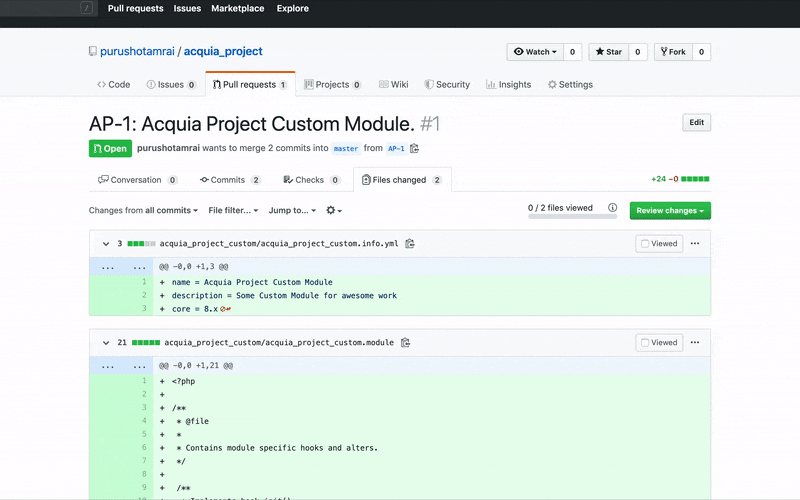 / Pull requests Issues Marketplace Explore
purushotamrai / acquia_project
Watch 0 Star 0 Fork 0
Code Issues 0 Pull requests 1 Projects 0 Wiki Security Insights Settings
AP-1: Acquia Project Custom Module. #1
Edit
Open purushotamrai wants to merge 2 commits into master from AP-1
Conversation 0 Commits 2 Checks 0 Files changed 2
+24 −0
Changes from all commits File filter... Jump to...
0 / 2 files viewed
Review changes
3 acquia_project_custom/acquia_project_custom.info.yml Viewed ...
... ... @@ -0,0 +1,3 @@
1 + name = Acquia Project Custom Module
2 + description = Some Custom Module for awesome work
3 + core = 8.x
21 acquia_project_custom/acquia_project_custom.module Viewed ...
... ... @@ -0,0 +1,21 @@
1 + <?php
2 +
3 + /**
4 + * @file
5 + *
6 + * Contains module specific hooks and alters.
7 + */
8 +
9 + /**